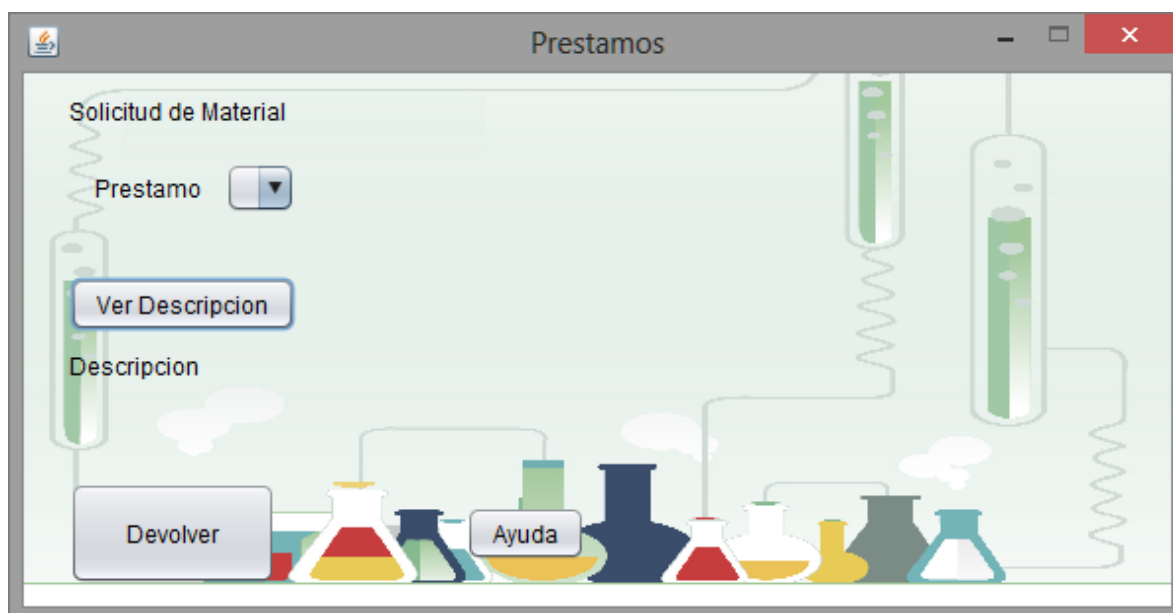 Prestamos
Solicitud de Material
Prestamo
Ver Descripcion
Descripcion
Devolver
Ayuda